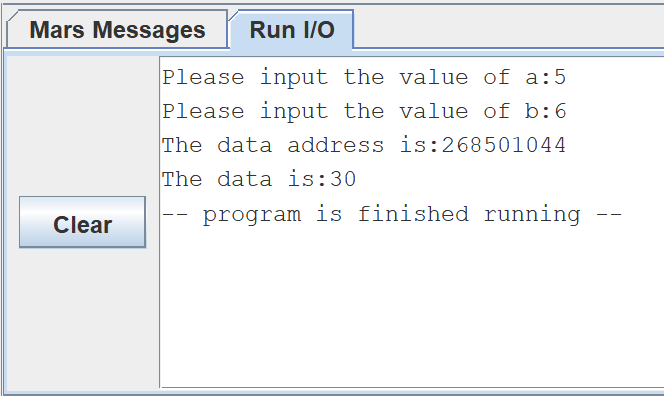 Mars Messages Run I/O
Please input the value of a:5
Please input the value of b:6
The data address is:268501044
The data is:30
Clear
-- program is finished running --